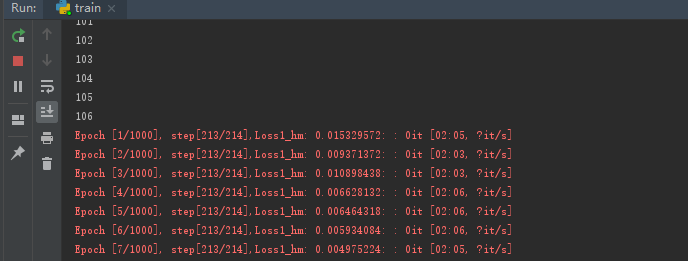 Run: train ×
101
102
103
104
105
106
Epoch [1/1000], step[213/214],Loss1_hm: 0.015329572: : 0it [02:05, ?it/s]
Epoch [2/1000], step[213/214],Loss1_hm: 0.009371372: : 0it [02:03, ?it/s]
Epoch [3/1000], step[213/214],Loss1_hm: 0.010898438: : 0it [02:03, ?it/s]
Epoch [4/1000], step[213/214],Loss1_hm: 0.006628132: : 0it [02:06, ?it/s]
Epoch [5/1000], step[213/214],Loss1_hm: 0.006464318: : 0it [02:06, ?it/s]
Epoch [6/1000], step[213/214],Loss1_hm: 0.005934084: : 0it [02:06, ?it/s]
Epoch [7/1000], step[213/214],Loss1_hm: 0.004975224: : 0it [02:05, ?it/s]